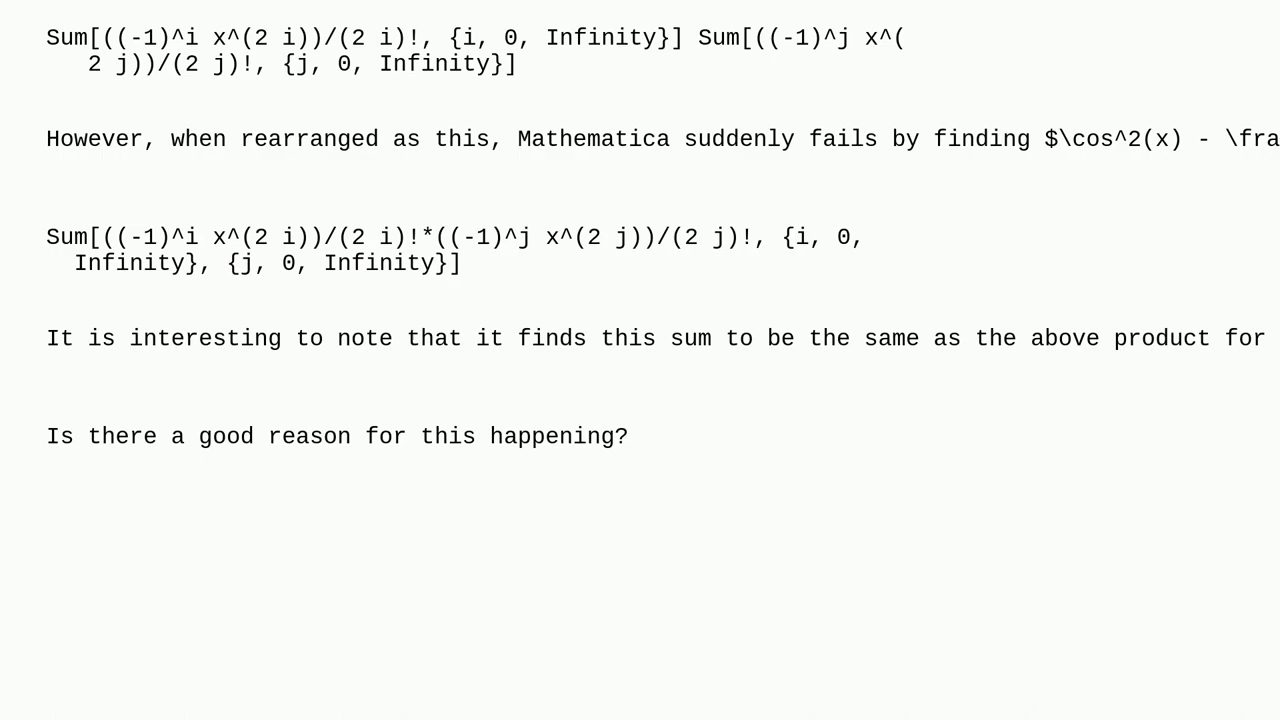 Sum[((-1)^i x^(2 i))/(2 i)!, {i, 0, Infinity}] Sum[((-1)^j x^(
2 j))/(2 j)!, {j, 0, Infinity}]
However, when rearranged as this, Mathematica suddenly fails by finding $\cos^2(x) - \fra
Sum[((-1)^i x^(2 i))/(2 i)!*((-1)^j x^(2 j))/(2 j)!, {i, 0,
Infinity}, {j, 0, Infinity}]
It is interesting to note that it finds this sum to be the same as the above product for
Is there a good reason for this happening?